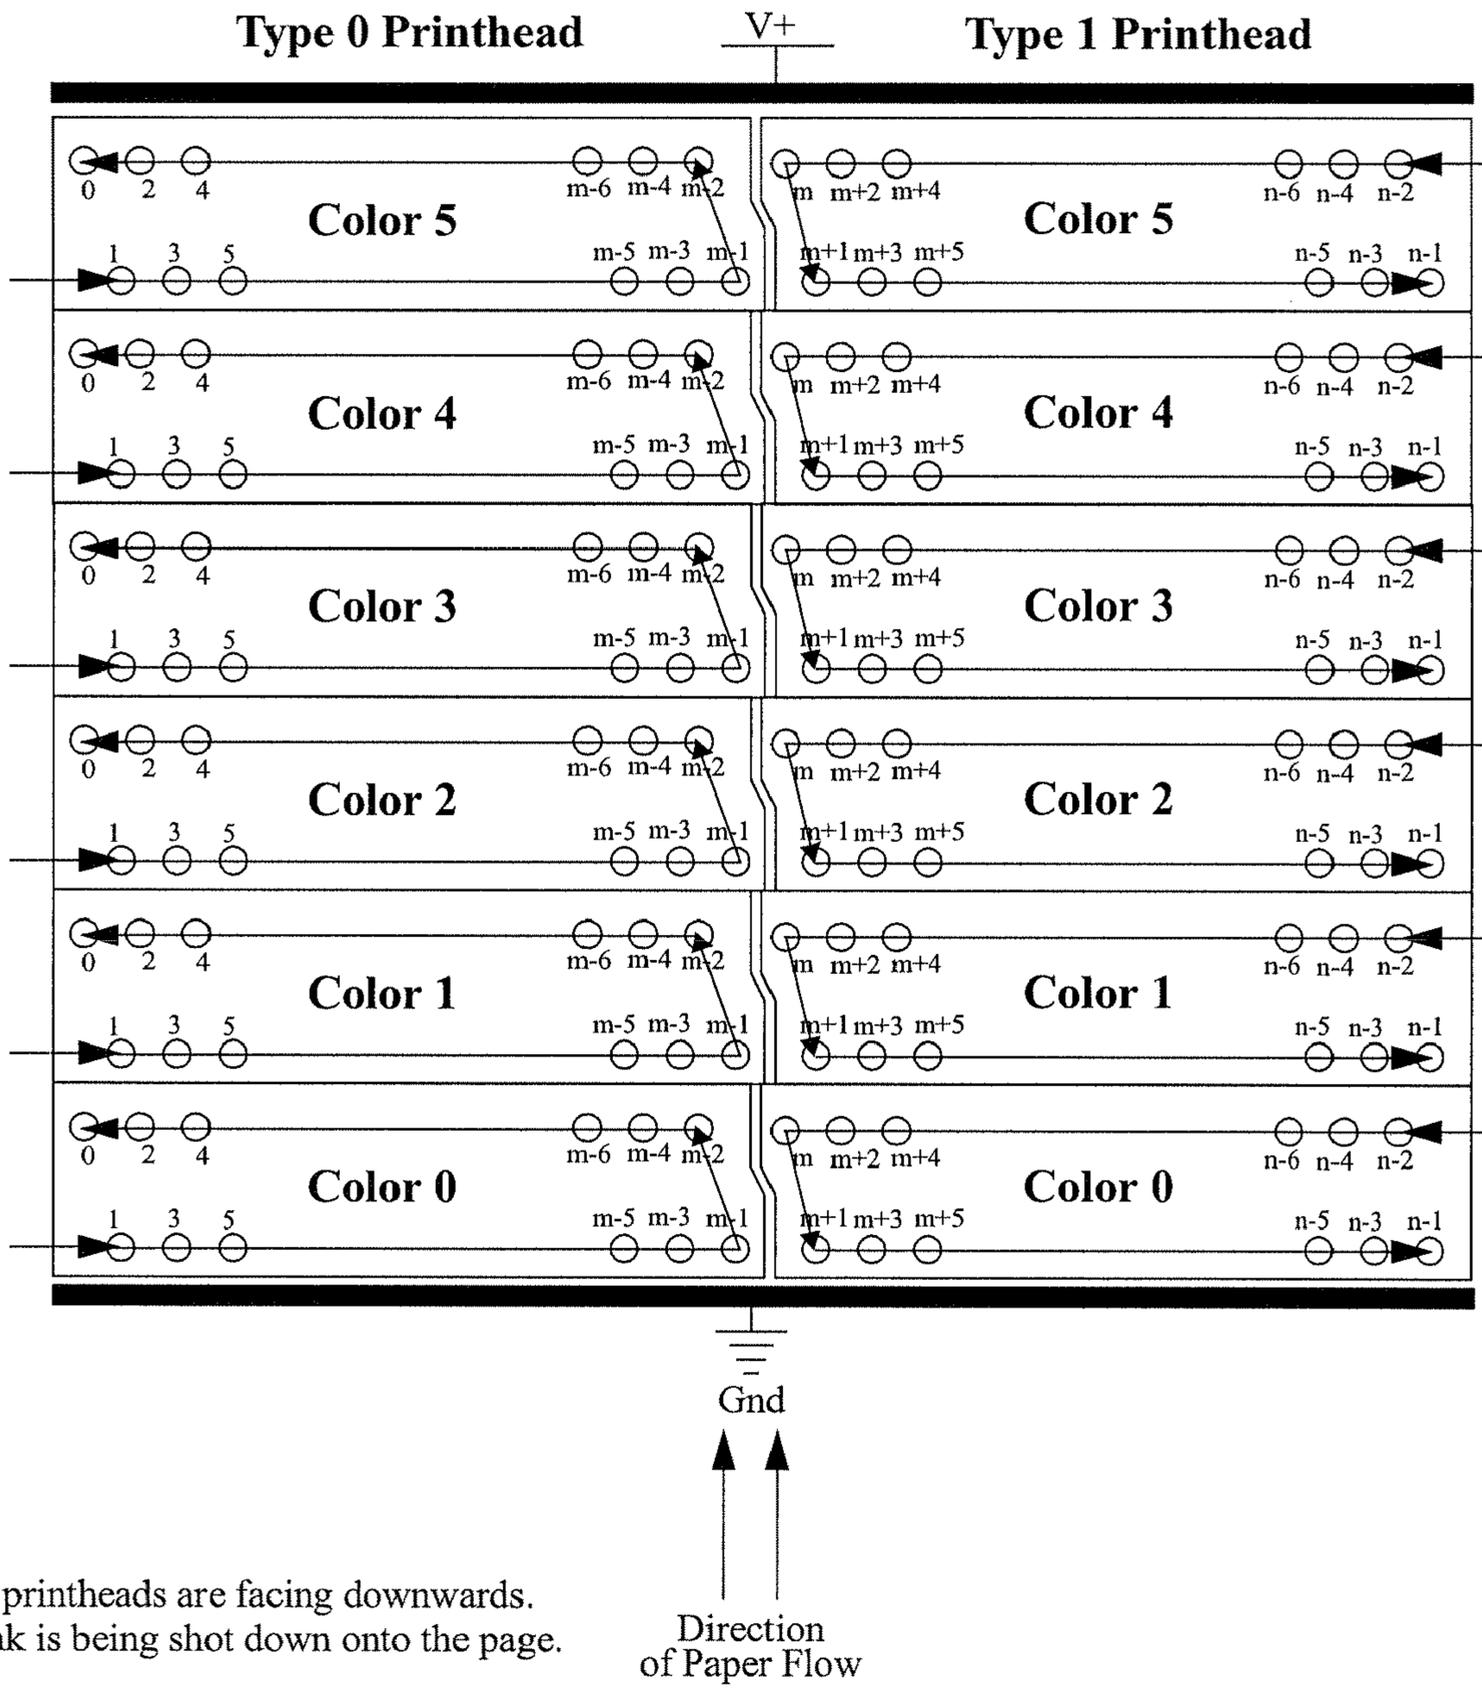 Type 0 Printhead V+ Type 1 Printhead
0 2 4 m-6 m-4 m-2 m m+2 m+4 n-6 n-4 n-2
Color 5 Color 5
1 3 5 m-5 m-3 m-1 m+1 m+3 m+5 n-5 n-3 n-1
0 2 4 m-6 m-4 m-2 m m+2 m+4 n-6 n-4 n-2
Color 4 Color 4
1 3 5 m-5 m-3 m-1 m+1 m+3 m+5 n-5 n-3 n-1
0 2 4 m-6 m-4 m-2 m m+2 m+4 n-6 n-4 n-2
Color 3 Color 3
1 3 5 m-5 m-3 m-1 m+1 m+3 m+5 n-5 n-3 n-1
0 2 4 m-6 m-4 m-2 m m+2 m+4 n-6 n-4 n-2
Color 2 Color 2
1 3 5 m-5 m-3 m-1 m+1 m+3 m+5 n-5 n-3 n-1
0 2 4 m-6 m-4 m-2 m m+2 m+4 n-6 n-4 n-2
Color 1 Color 1
1 3 5 m-5 m-3 m-1 m+1 m+3 m+5 n-5 n-3 n-1
0 2 4 m-6 m-4 m-2 m m+2 m+4 n-6 n-4 n-2
Color 0 Color 0
1 3 5 m-5 m-3 m-1 m+1 m+3 m+5 n-5 n-3 n-1
Gnd
printheads are facing downwards.
is being shot down onto the page.
Direction
of Paper Flow